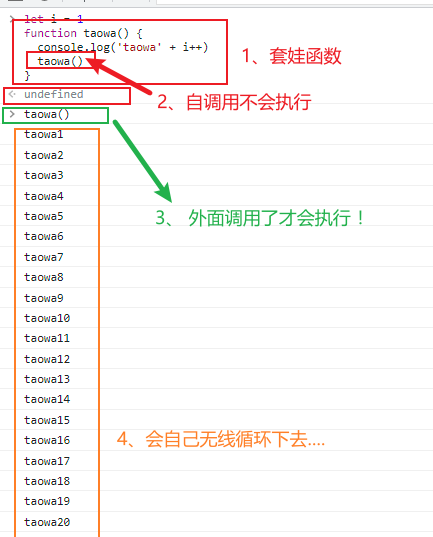 > let i = 1
function taowa() {
console.log('taowa' + i++)
taowa()
}
1、套娃函数
< undefined
2、自调用不会执行
> taowa()
taowa1
taowa2
taowa3
taowa4
taowa5
3、 外面调用了才会执行！
taowa6
taowa7
taowa8
taowa9
taowa10
taowa11
taowa12
taowa13
taowa14
taowa15
taowa16
4、会自己无线循环下去....
taowa17
taowa18
taowa19
taowa20